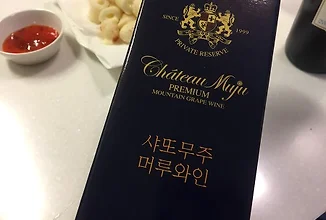 SINCE 1999
PRIVATE RESERVE
Château Muju
PREMIUM
MOUNTAIN GRAPE WINE
샤또무주
머루와인